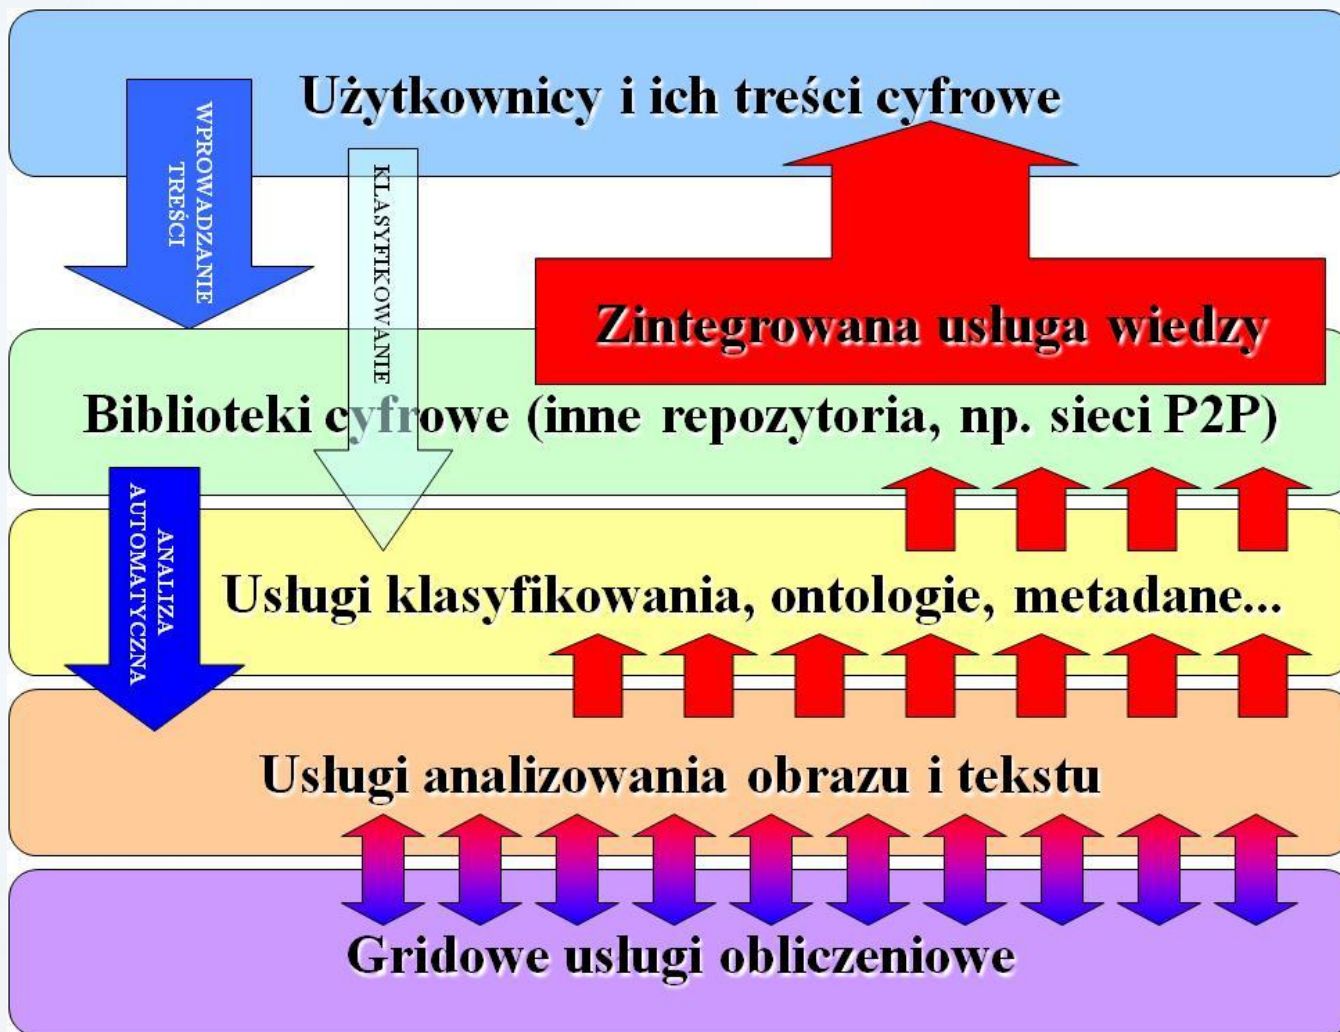 Użytkownicy i ich treści cyfrowe
WPROWADZANIE
TREŚCI
KLASYFIKOWANIE
Zintegrowana usługa wiedzy
Biblioteki cyfrowe (inne repozytoria, np. sieci P2P)
ANALIZA
AUTOMATYCZNA
Usługi klasyfikowania, ontologie, metadane...
Usługi analizowania obrazu i tekstu
Gridowe usługi obliczeniowe